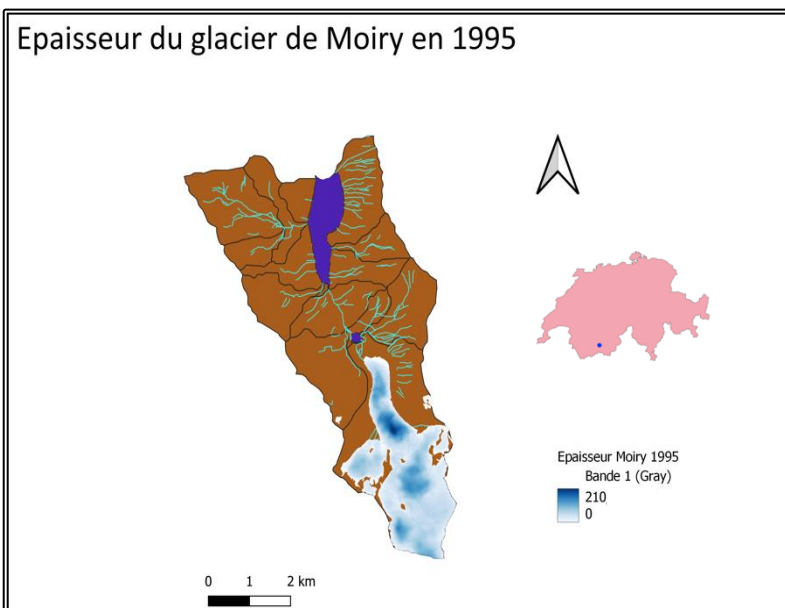 Epaisseur du glacier de Moiry en 1995
Epaisseur Moiry 1995
Bande 1 (Gray)
210
0
0 1 2 km